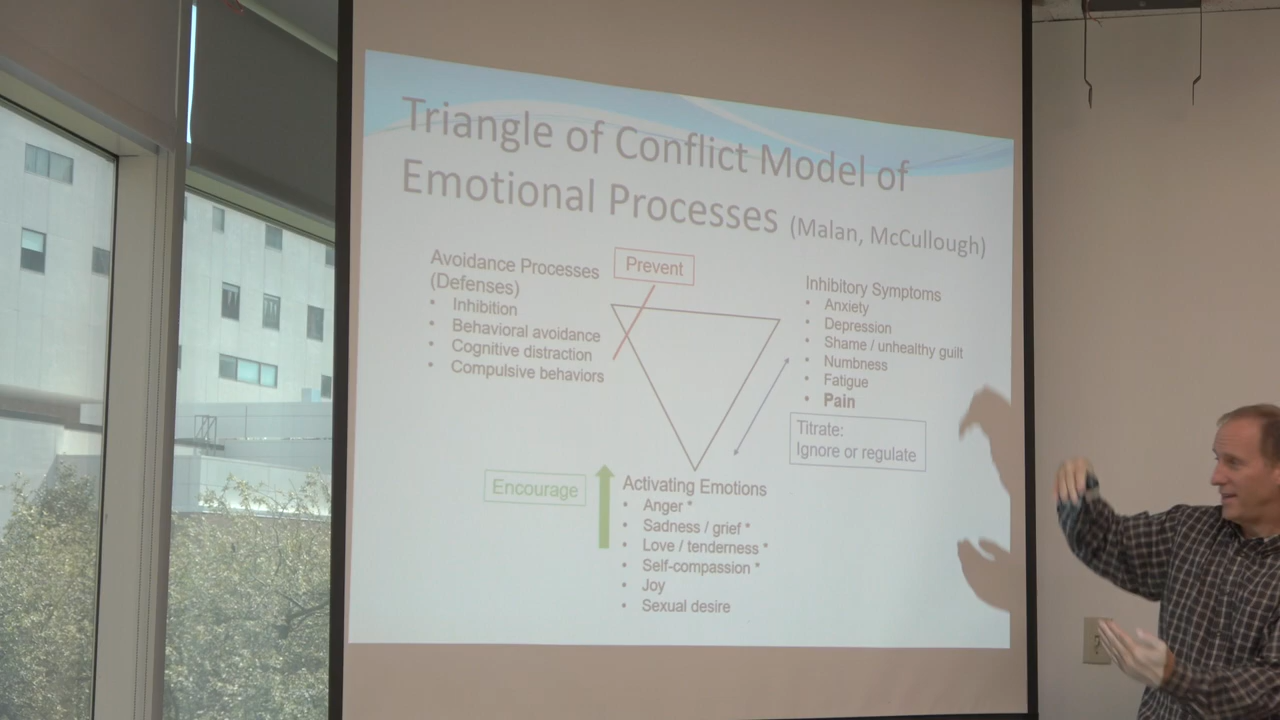 Triangle of Conflict Model of
Emotional Processes (Malan, McCullough)
Avoidance Processes
(Defenses)
• Inhibition
• Behavioral avoidance
• Cognitive distraction
• Compulsive behaviors
Prevent
Inhibitory Symptoms
• Anxiety
• Depression
• Shame / unhealthy guilt
• Numbness
• Fatigue
• Pain
Titrate:
Ignore or regulate
Encourage
Activating Emotions
• Anger *
• Sadness / grief *
• Love / tenderness *
• Self-compassion *
• Joy
• Sexual desire